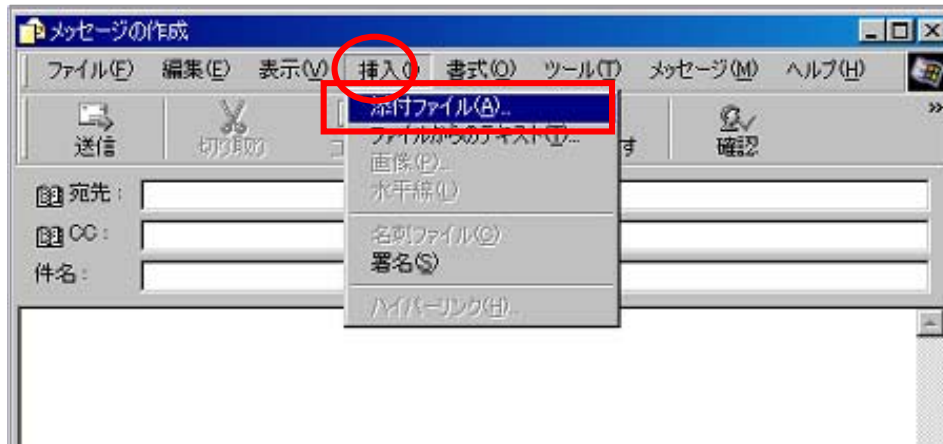 メッセージの作成
ファイル(F) 編集(E) 表示(V) 挿入(I) 書式(O) ツール(T) メッセージ(M) ヘルプ(H)
添付ファイル(A)...
ファイルからのテキスト(T)...
画像(P)...
水平線(L)
名刺ファイル(C)
署名(S)
ハイパーリンク(H)...
送信 切り取り コ す 確認 »
宛先:
CC:
件名: